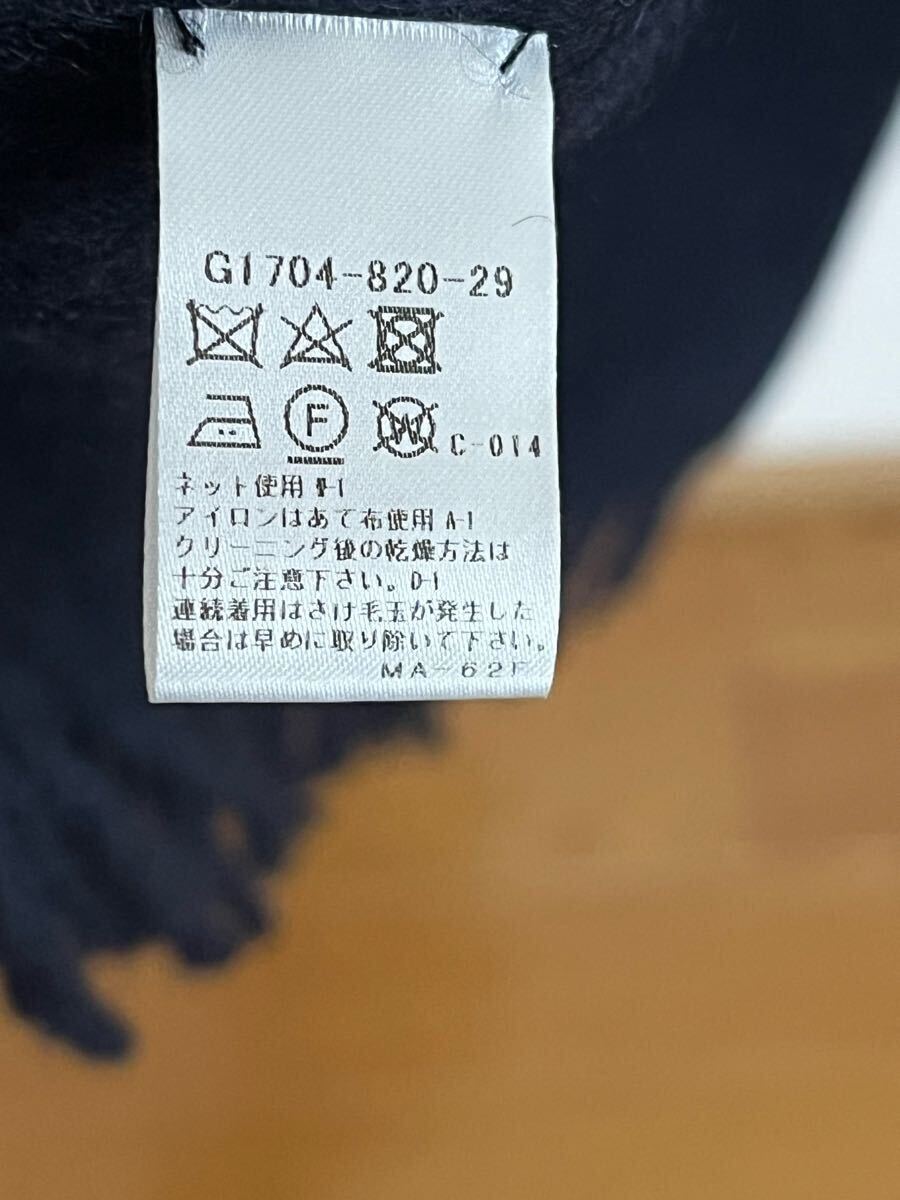 G1704-820-29
F
W
C-014
ネット使用 W-1
アイロンはあて布使用 A-1
クリーニング後の乾燥方法は
十分ご注意下さい。D-1
連続着用はさけ毛玉が発生した
場合は早めに取り除いて下さい。
MA-62F